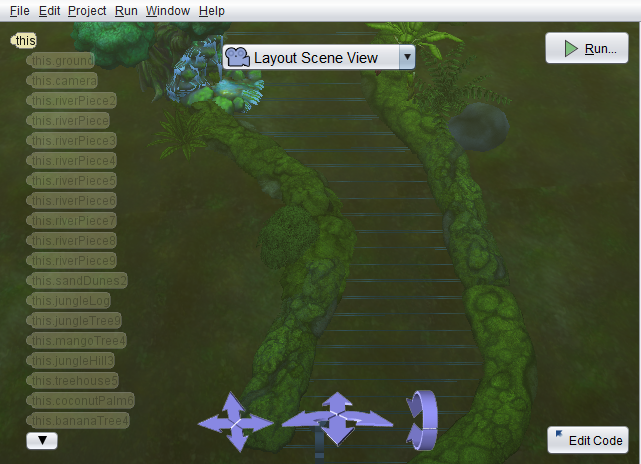 File Edit Project Run Window Help
this
Layout Scene View
Run...
this.ground
this.camera
this.riverPiece2
this.riverPiece
this.riverPiece3
this.riverPiece4
this.riverPiece5
this.riverPiece6
this.riverPiece7
this.riverPiece8
this.riverPiece9
this.sandDunes2
this.jungleLog
this.jungleTree9
this.mangoTree4
this.jungleHill3
this.treehouse5
this.coconutPalm6
this.bananaTree4
Edit Code